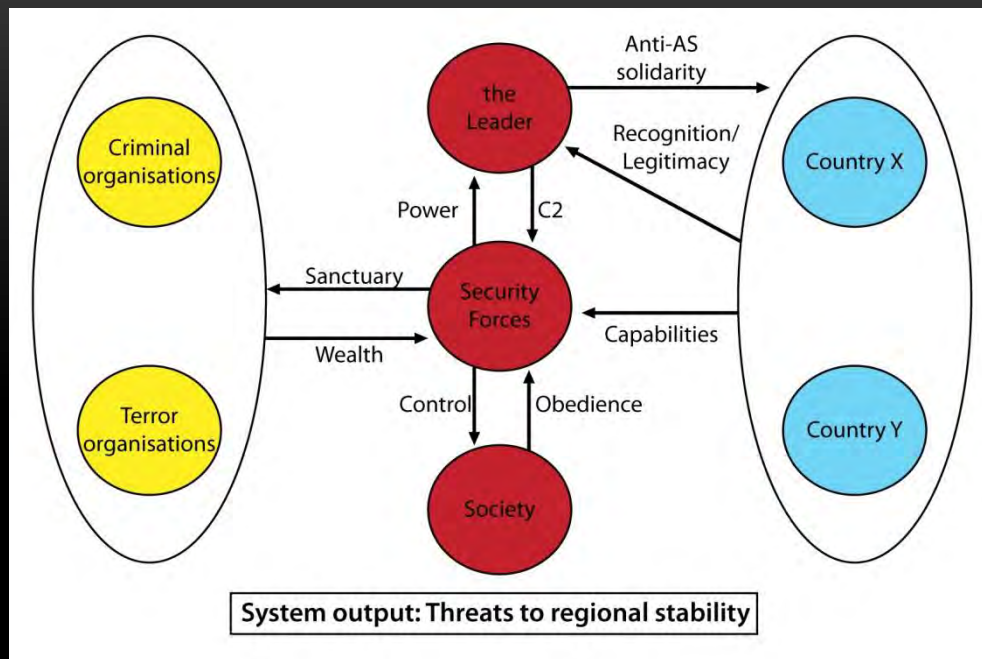 Anti-AS
solidarity
the
Leader
Recognition/
Legitimacy
Criminal
organisations
Country X
Power
C2
Sanctuary
Security
Forces
Capabilities
Wealth
Control
Obedience
Terror
organisations
Country Y
Society
System output: Threats to regional stability